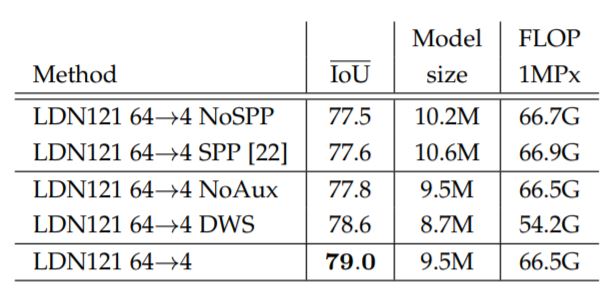 Model FLOP
Method IoU size 1MPx
LDN121 64→4 NoSPP 77.5 10.2M 66.7G
LDN121 64→4 SPP [22] 77.6 10.6M 66.9G
LDN121 64→4 NoAux 77.8 9.5M 66.5G
LDN121 64→4 DWS 78.6 8.7M 54.2G
LDN121 64→4 79.0 9.5M 66.5G